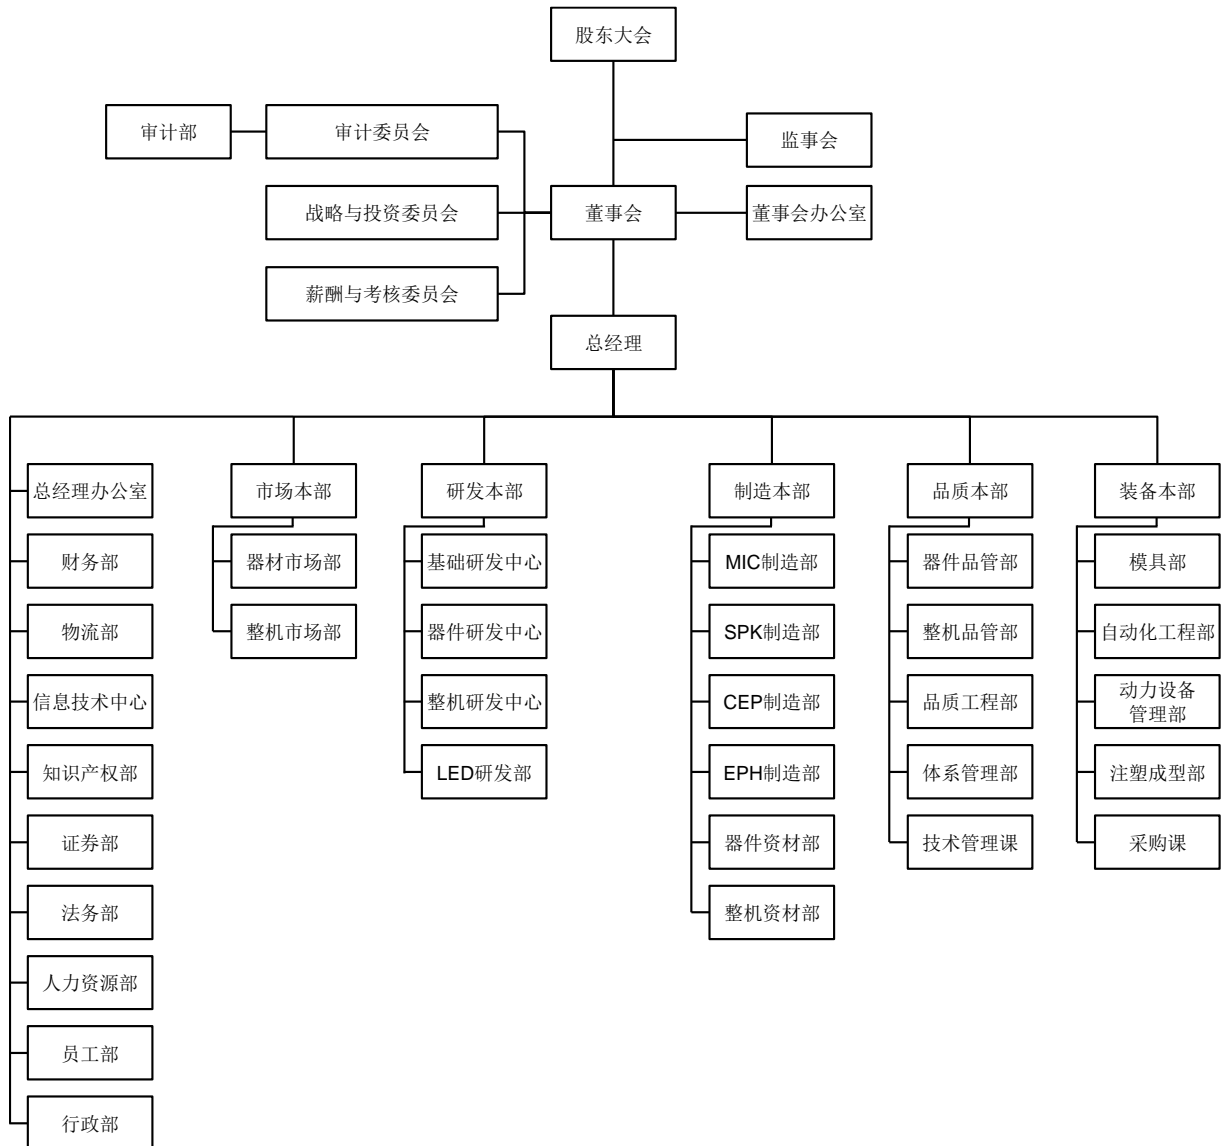 股东大会
审计部
审计委员会
监事会
战略与投资委员会
董事会
董事会办公室
薪酬与考核委员会
总经理
总经理办公室
财务部
物流部
信息技术中心
知识产权部
证券部
法务部
人力资源部
员工部
行政部
市场本部
器材市场部
整机市场部
研发本部
基础研发中心
器件研发中心
整机研发中心
LED研发部
制造本部
MIC制造部
SPK制造部
CEP制造部
EPH制造部
器件资材部
整机资材部
品质本部
器件品管部
整机品管部
品质工程部
体系管理部
技术管理课
装备本部
模具部
自动化工程部
动力设备
管理部
注塑成型部
采购课